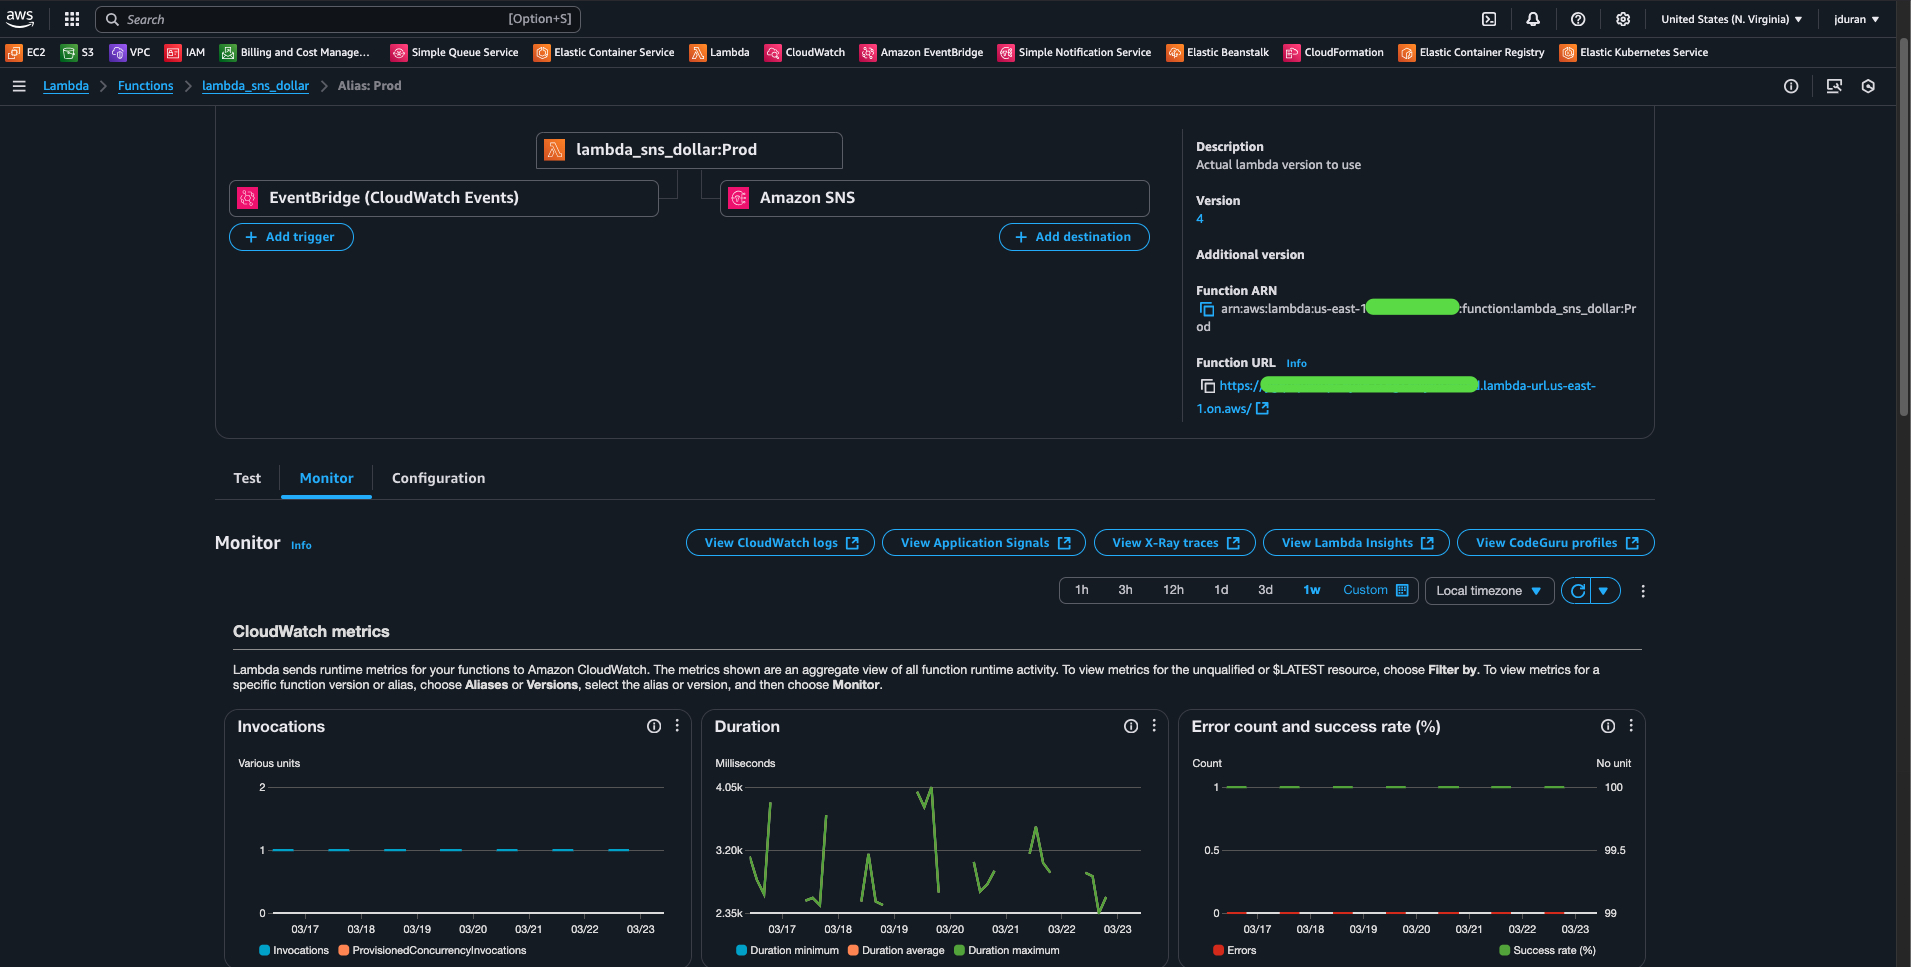 aws
Search
[Option+S]
United States (N. Virginia)
jduran
EC2
S3
VPC
IAM
Billing and Cost Manage...
Simple Queue Service
Elastic Container Service
Lambda
CloudWatch
Amazon EventBridge
Simple Notification Service
Elastic Beanstalk
CloudFormation
Elastic Container Registry
Elastic Kubernetes Service
Lambda
Functions
lambda_sns_dollar
Alias: Prod
lambda_sns_dollar:Prod
EventBridge (CloudWatch Events)
Amazon SNS
+ Add trigger
+ Add destination
Description
Actual lambda version to use
Version
4
Additional version
Function ARN
arn:aws:lambda:us-east-1
:function:lambda_sns_dollar:Pr
od
Function URL Info
https://
.lambda-url.us-east-
1.on.aws/
Test
Monitor
Configuration
Monitor Info
View CloudWatch logs
View Application Signals
View X-Ray traces
View Lambda Insights
View CodeGuru profiles
1h
3h
12h
1d
3d
1w
Custom
Local timezone
CloudWatch metrics
Lambda sends runtime metrics for your functions to Amazon CloudWatch. The metrics shown are an aggregate view of all function runtime activity. To view metrics for the unqualified or $LATEST resource, choose Filter by. To view metrics for a
specific function version or alias, choose Aliases or Versions, select the alias or version, and then choose Monitor.
Invocations
Various units
2
1
0
03/17
03/18
03/19
03/20
03/21
03/22
03/23
Invocations
ProvisionedConcurrencyInvocations
Duration
Milliseconds
4.05k
3.20k
2.35k
03/17
03/18
03/19
03/20
03/21
03/22
03/23
Duration minimum
Duration average
Duration maximum
Error count and success rate (%)
Count
No unit
1
100
0.5
99.5
0
99
03/17
03/18
03/19
03/20
03/21
03/22
03/23
Errors
Success rate (%)